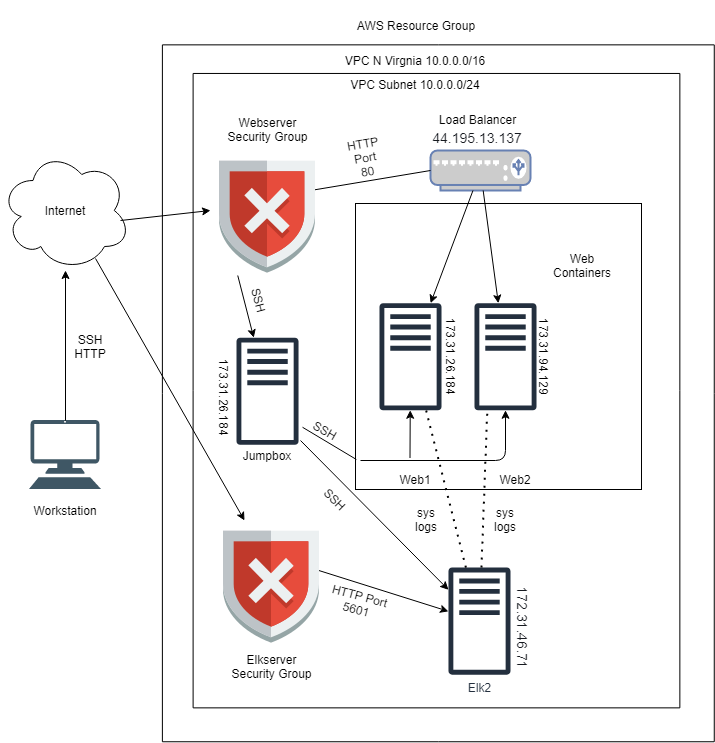 AWS Resource Group
VPC N Virgnia 10.0.0.0/16
VPC Subnet 10.0.0.0/24
Webserver
Security Group
HTTP
Port
80
Load Balancer
44.195.13.137
Internet
Web
Containers
SSH
SSH
HTTP
173.31.26.184
Jumpbox
173.31.26.184
173.31.94.129
SSH
Web1
Web2
Workstation
SSH
sys
logs
sys
logs
HTTP Port
5601
Elkserver
Security Group
172.31.46.71
Elk2